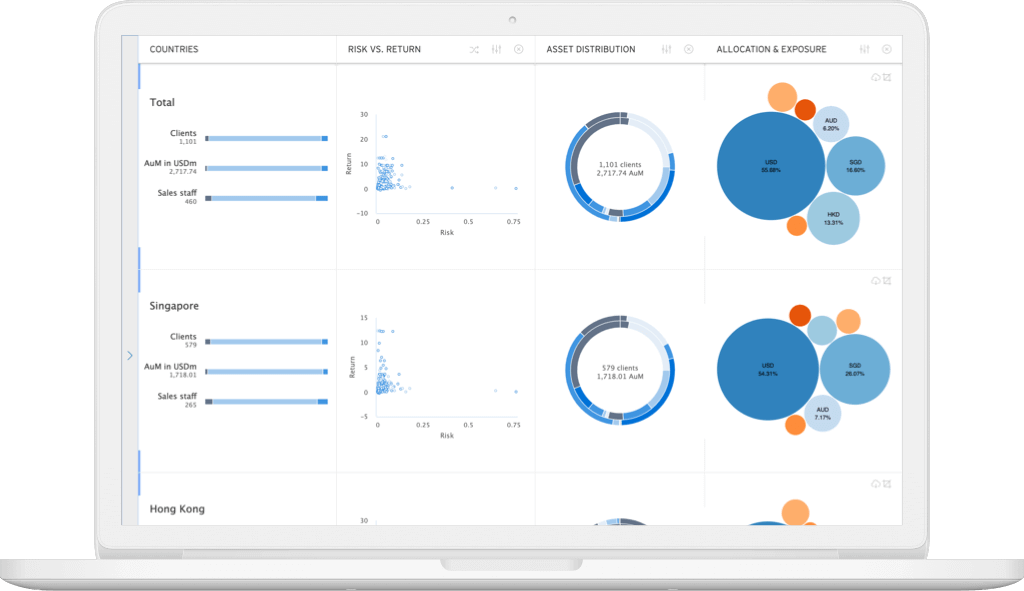 COUNTRIES
RISK VS. RETURN
ASSET DISTRIBUTION
ALLOCATION & EXPOSURE
Total
Clients
1,101
AuM in USDm
2,717.74
Sales staff
460
30
20
10
0
−10
Return
0
0.25
0.5
0.75
Risk
1,101 clients
2,717.74 AuM
AUD
6.20%
USD
55.88%
SGD
16.60%
HKD
13.31%
Singapore
Clients
579
AuM in USDm
1,718.01
Sales staff
265
15
10
5
0
−5
Return
0
0.25
0.5
0.75
Risk
579 clients
1,718.01 AuM
USD
54.31%
SGD
26.07%
AUD
7.17%
Hong Kong
30